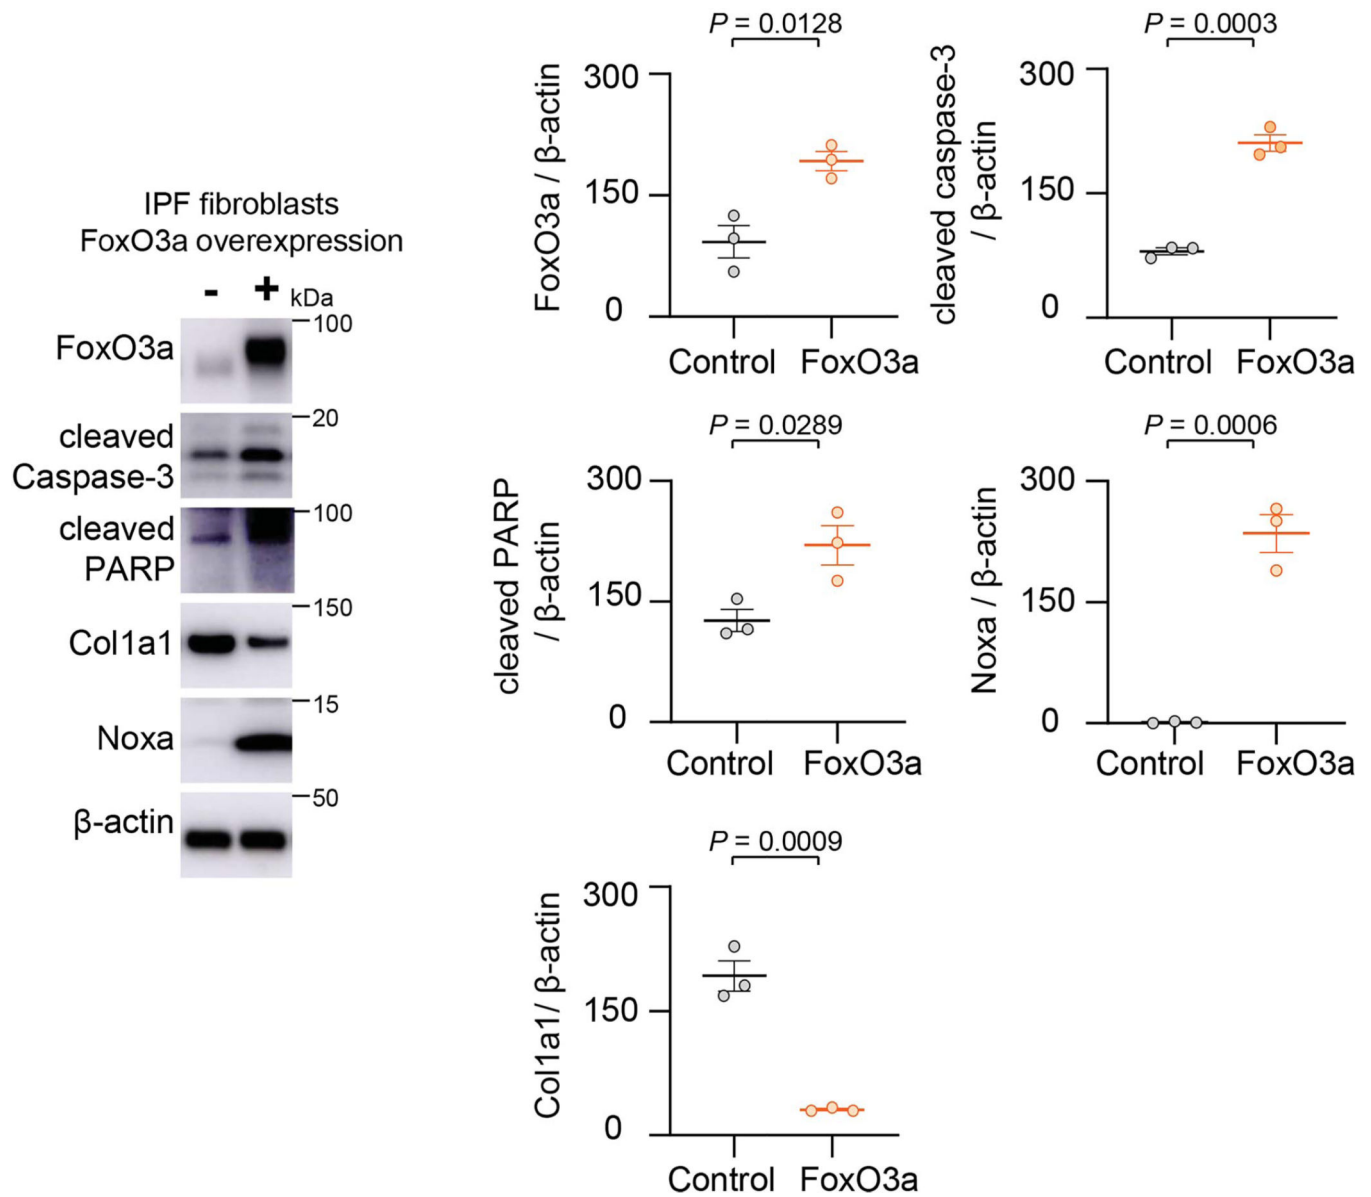 IPF fibroblasts
FoxO3a overexpression
- + kDa
FoxO3a
100
cleaved
Caspase-3
20
cleaved
PARP
100
Col1a1
150
Noxa
15
β-actin
50
P = 0.0128
FoxO3a / β-actin
300
150
0
Control FoxO3a
P = 0.0003
cleaved caspase-3
/ β-actin
300
150
0
Control FoxO3a
P = 0.0289
cleaved PARP
/ β-actin
300
150
0
Control FoxO3a
P = 0.0006
Noxa / β-actin
300
150
0
Control FoxO3a
P = 0.0009
Col1a1/ β-actin
300
150
0
Control FoxO3a